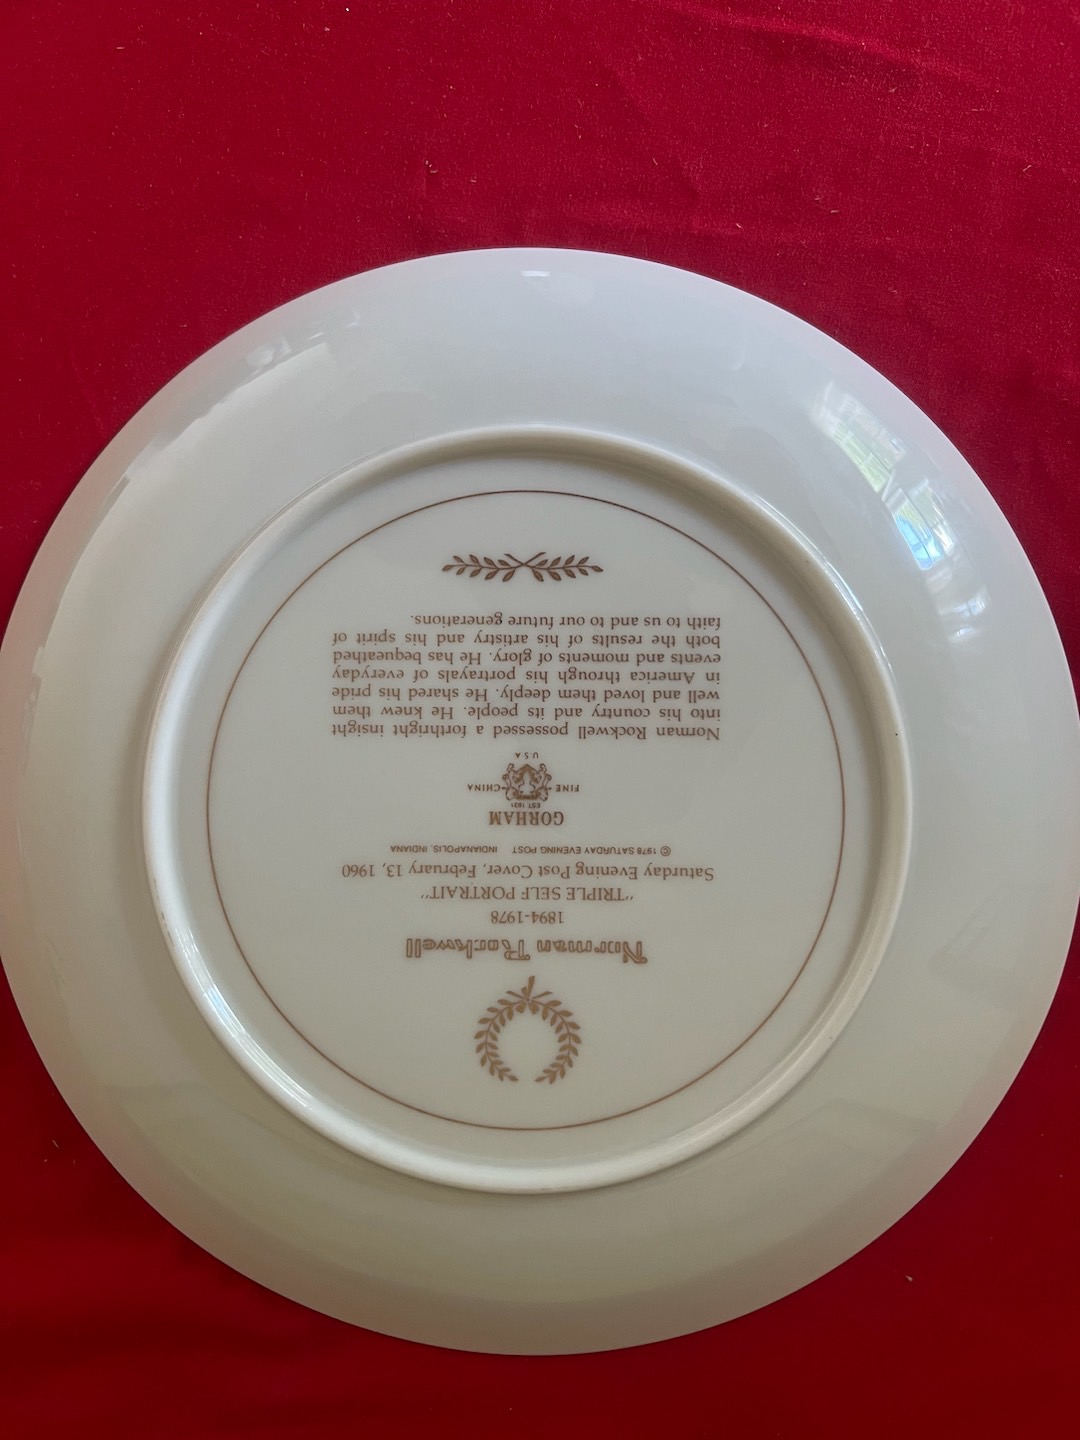 Norman Rockwell
1894-1978
"TRIPLE SELF PORTRAIT"
Saturday Evening Post Cover, February 13, 1960
© 1978 SATURDAY EVENING POST INDIANAPOLIS, INDIANA
GORHAM
EST 1831
FINE CHINA
U S A
Norman Rockwell possessed a forthright insight
into his country and its people. He knew them
well and loved them deeply. He shared his pride
in America through his portrayals of everyday
events and moments of glory. He has bequeathed
both the results of his artistry and his spirit of
faith to us and to our future generations.